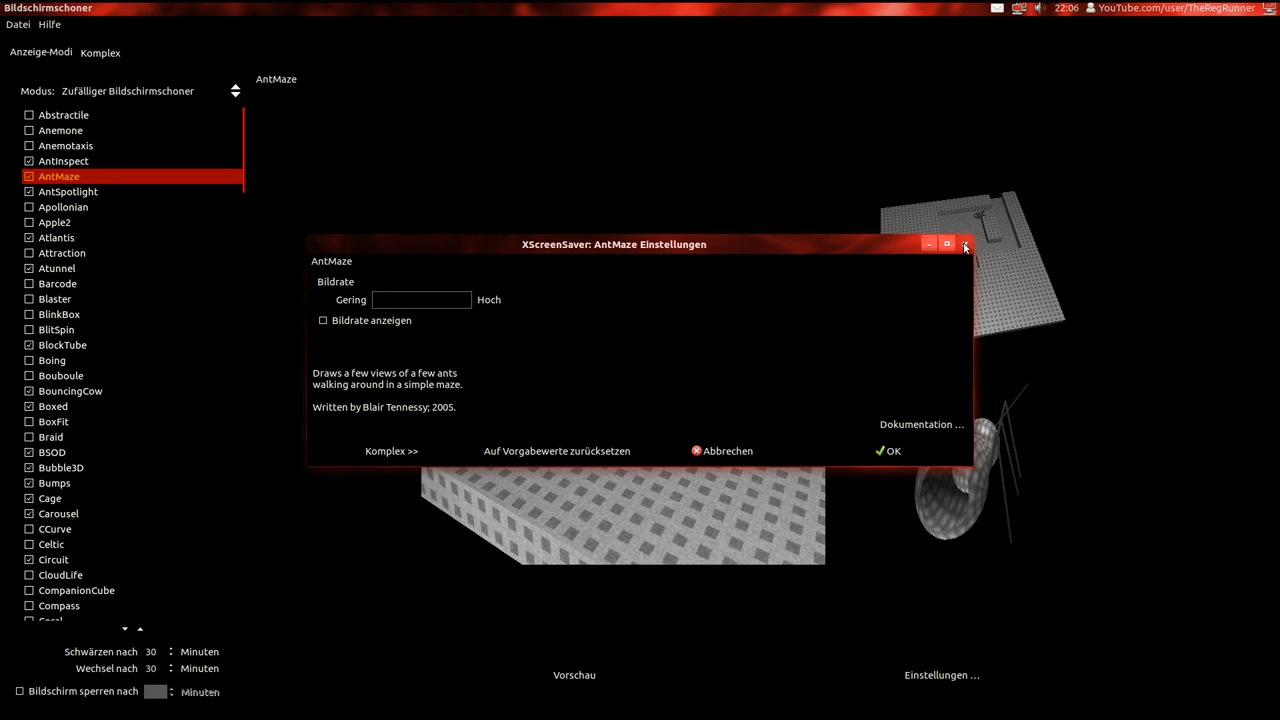 Bildschirmschoner
22:06 YouTube.com/user/TheRegRunner
Datei Hilfe
Anzeige-Modi Komplex
AntMaze
Modus: Zufälliger Bildschirmschoner
Abstractile
Anemone
Anemotaxis
AntInspect
AntMaze
AntSpotlight
Apollonian
Apple2
Atlantis
Attraction
Atunnel
Barcode
Blaster
BlinkBox
BlitSpin
BlockTube
Boing
Bouboule
BouncingCow
Boxed
BoxFit
Braid
BSOD
Bubble3D
Bumps
Cage
Carousel
CCurve
Celtic
Circuit
CloudLife
CompanionCube
Compass
Coral
Schwärzen nach 30 Minuten
Wechsel nach 30 Minuten
Bildschirm sperren nach Minuten
XScreenSaver: AntMaze Einstellungen
AntMaze
Bildrate
Gering Hoch
Bildrate anzeigen
Draws a few views of a few ants
walking around in a simple maze.
Written by Blair Tennessy; 2005.
Dokumentation ...
Komplex >> Auf Vorgabewerte zurücksetzen Abbrechen OK
Vorschau Einstellungen ...